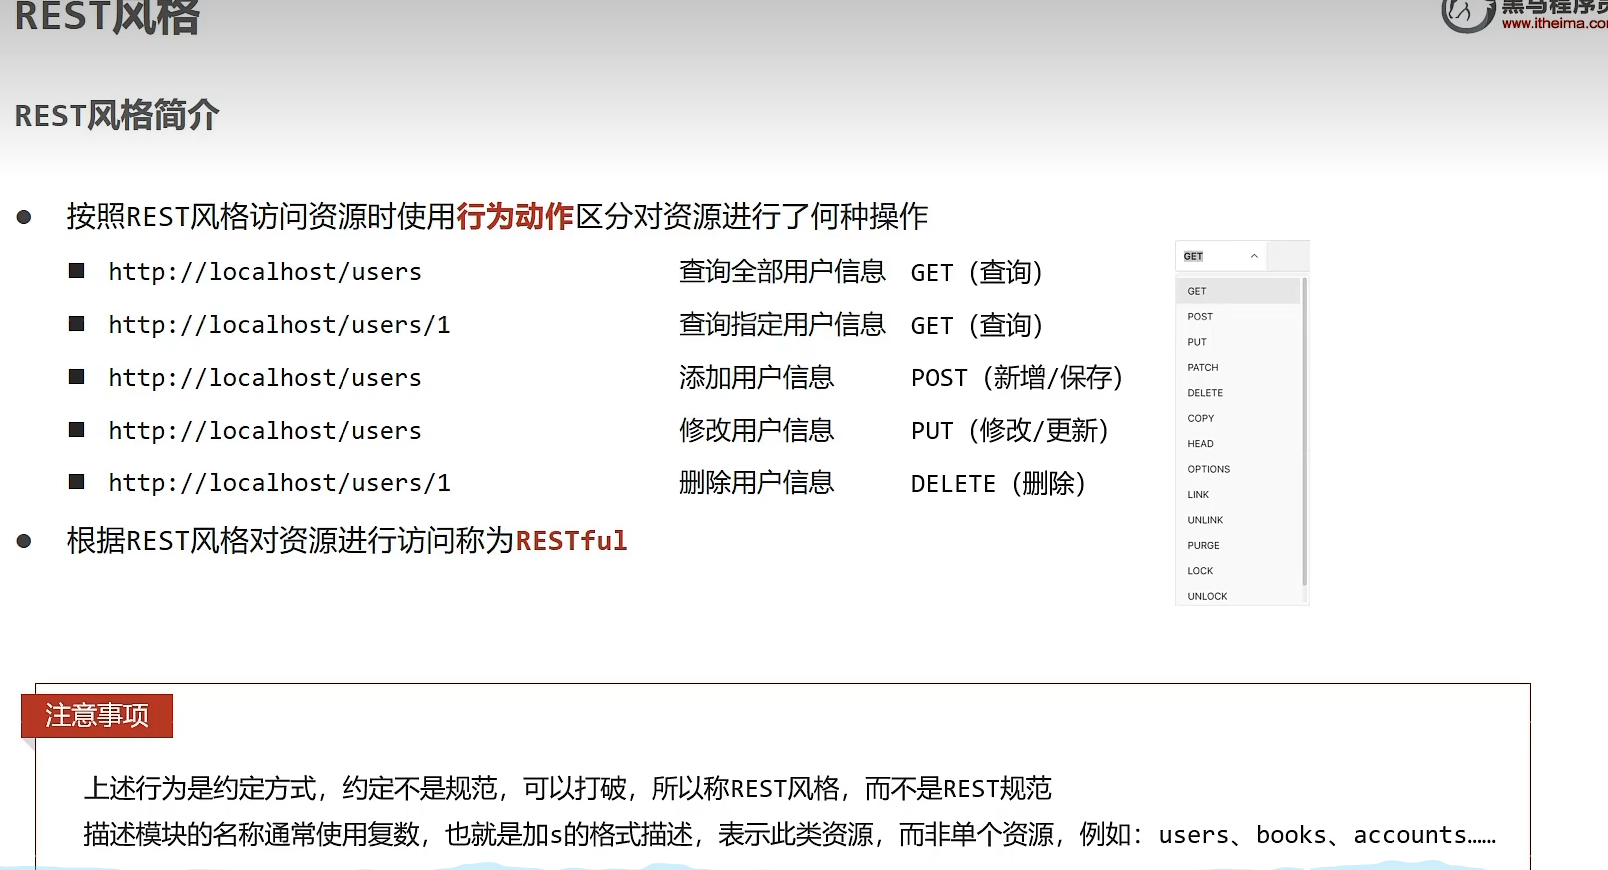 REST风格
黑马程序员
www.itheima.com
REST风格简介
按照REST风格访问资源时使用行为动作区分对资源进行了何种操作
http://localhost/users 查询全部用户信息 GET（查询）
http://localhost/users/1 查询指定用户信息 GET（查询）
http://localhost/users 添加用户信息 POST（新增/保存）
http://localhost/users 修改用户信息 PUT（修改/更新）
http://localhost/users/1 删除用户信息 DELETE（删除）
根据REST风格对资源进行访问称为RESTful
GET
GET
POST
PUT
PATCH
DELETE
COPY
HEAD
OPTIONS
LINK
UNLINK
PURGE
LOCK
UNLOCK
注意事项
上述行为是约定方式，约定不是规范，可以打破，所以称REST风格，而不是REST规范
描述模块的名称通常使用复数，也就是加s的格式描述，表示此类资源，而非单个资源，例如：users、books、accounts……